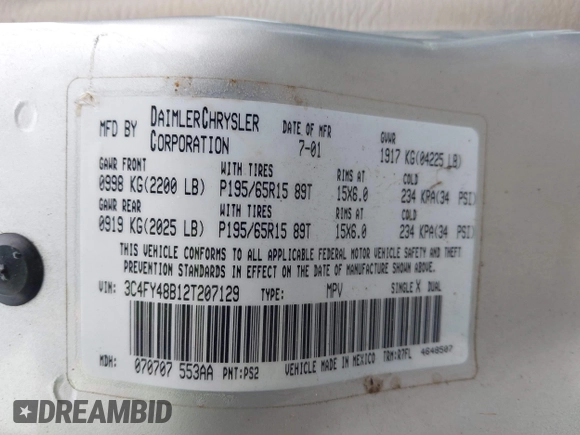 MFD BY DAIMLERCHRYSLER CORPORATION DATE OF MFR 7-01 GVWR 1917 KG(04225 LB)
GAWR FRONT WITH TIRES RIMS AT COLD
0998 KG(2200 LB) P195/65R15 89T 15X6.0 234 KPA(34 PSI)
GAWR REAR WITH TIRES RIMS AT COLD
0919 KG(2025 LB) P195/65R15 89T 15X6.0 234 KPA(34 PSI)
THIS VEHICLE CONFORMS TO ALL APPLICABLE FEDERAL MOTOR VEHICLE SAFETY AND THEFT
PREVENTION STANDARDS IN EFFECT ON THE DATE OF MANUFACTURE SHOWN ABOVE.
VIN: 3C4FY48B12T207129 TYPE: MPV SINGLE X DUAL
MDH: 070707 553AA PNT:PS2 VEHICLE MADE IN MEXICO TRM:R7FL 4648507
DREAMBID